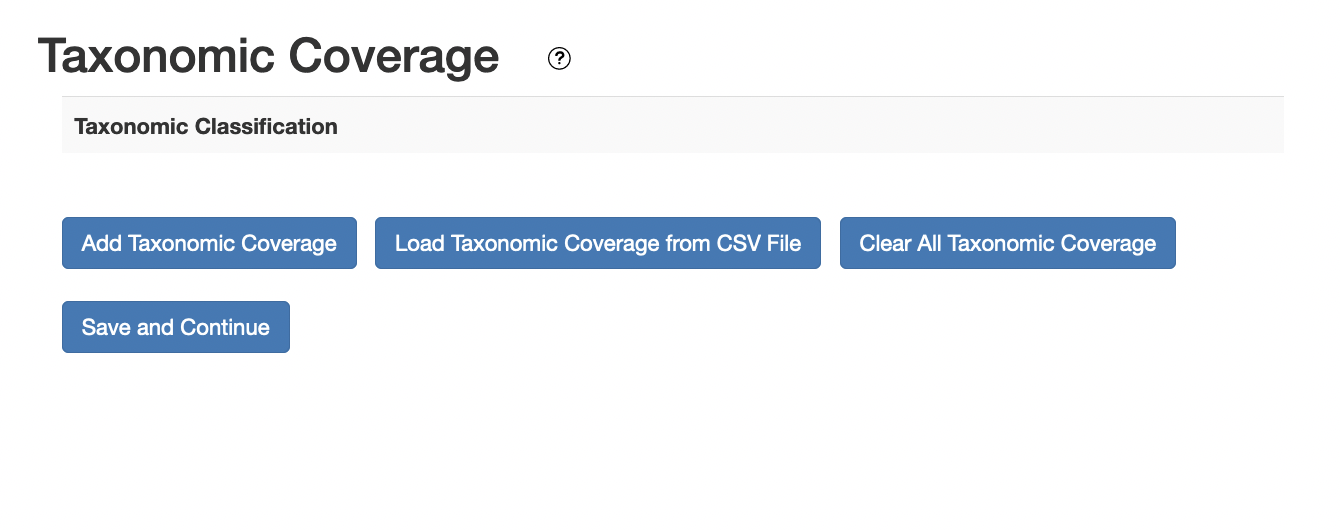 Taxonomic Coverage ?
Taxonomic Classification
Add Taxonomic Coverage Load Taxonomic Coverage from CSV File Clear All Taxonomic Coverage
Save and Continue